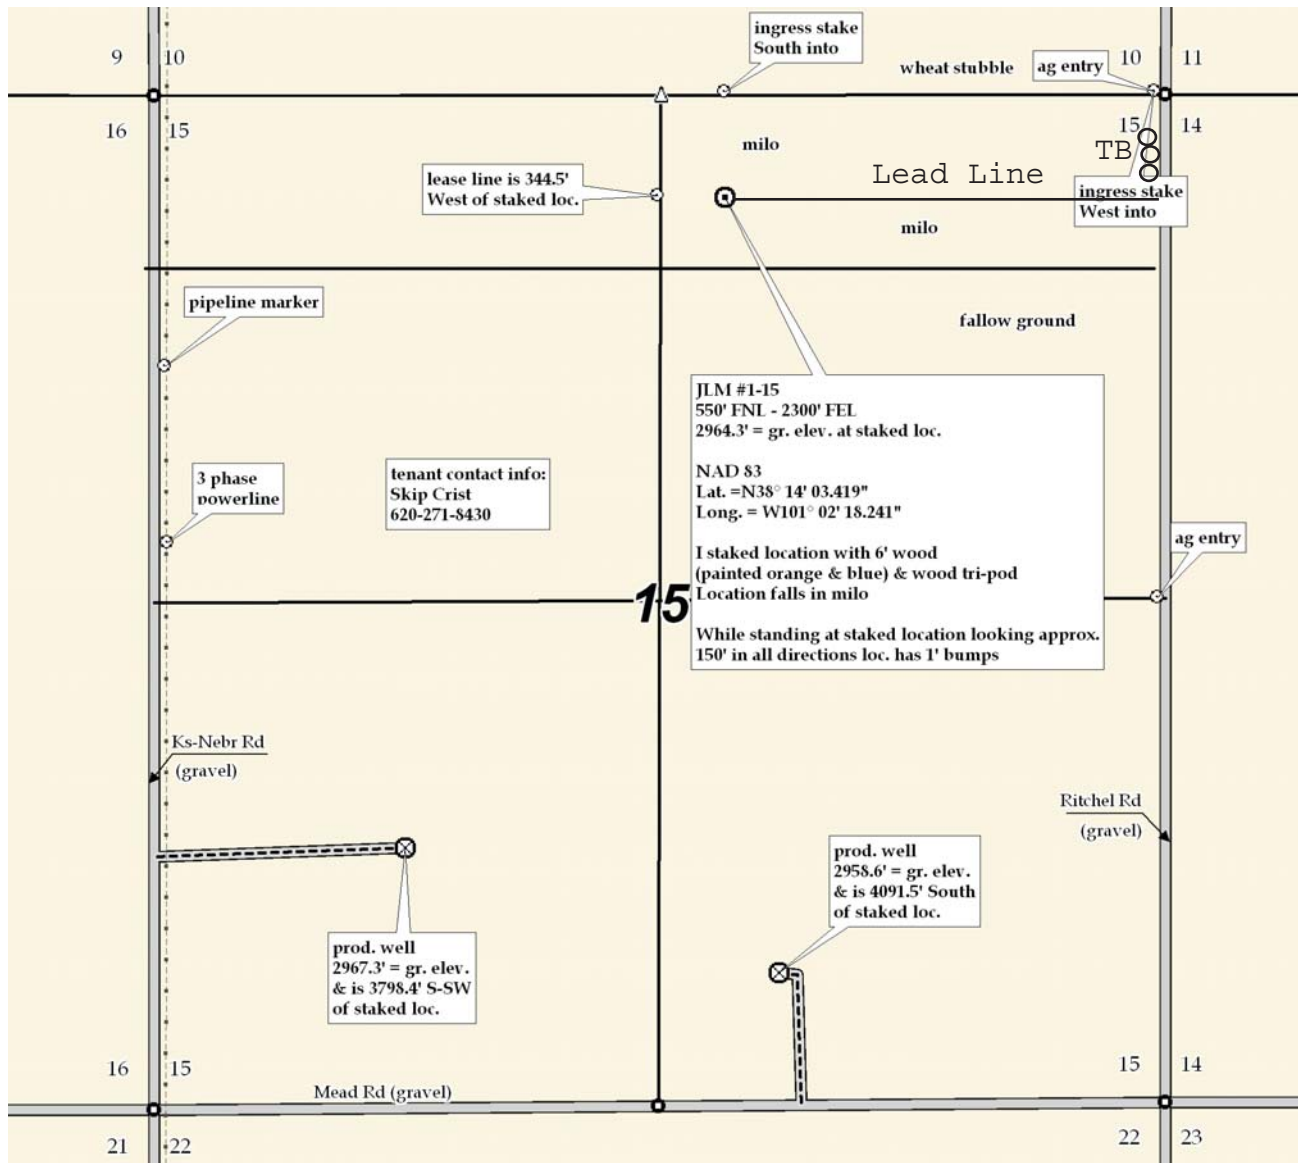 ingress stake
South into
9
10
wheat stubble
ag entry
10
11
16
15
milo
15
14
TB
lease line is 344.5'
West of staked loc.
Lead Line
ingress stake
West into
milo
pipeline marker
fallow ground
JLM #1-15
550' FNL - 2300' FEL
2964.3' = gr. elev. at staked loc.
NAD 83
Lat. =N38° 14' 03.419"
Long. = W101° 02' 18.241"
I staked location with 6' wood
(painted orange & blue) & wood tri-pod
Location falls in milo
While standing at staked location looking approx.
150' in all directions loc. has 1' bumps
3 phase
powerline
tenant contact info:
Skip Crist
620-271-8430
ag entry
15
Ks-Nebr Rd
(gravel)
Ritchel Rd
(gravel)
prod. well
2958.6' = gr. elev.
& is 4091.5' South
of staked loc.
prod. well
2967.3' = gr. elev.
& is 3798.4' S-SW
of staked loc.
16
15
Mead Rd (gravel)
15
14
21
22
22
23